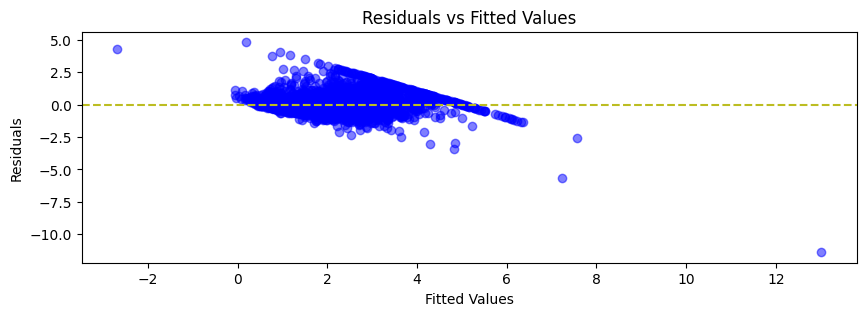 Residuals vs Fitted Values
5.0
2.5
0.0
−2.5
−5.0
−7.5
−10.0
Residuals
−2 0 2 4 6 8 10 12
Fitted Values